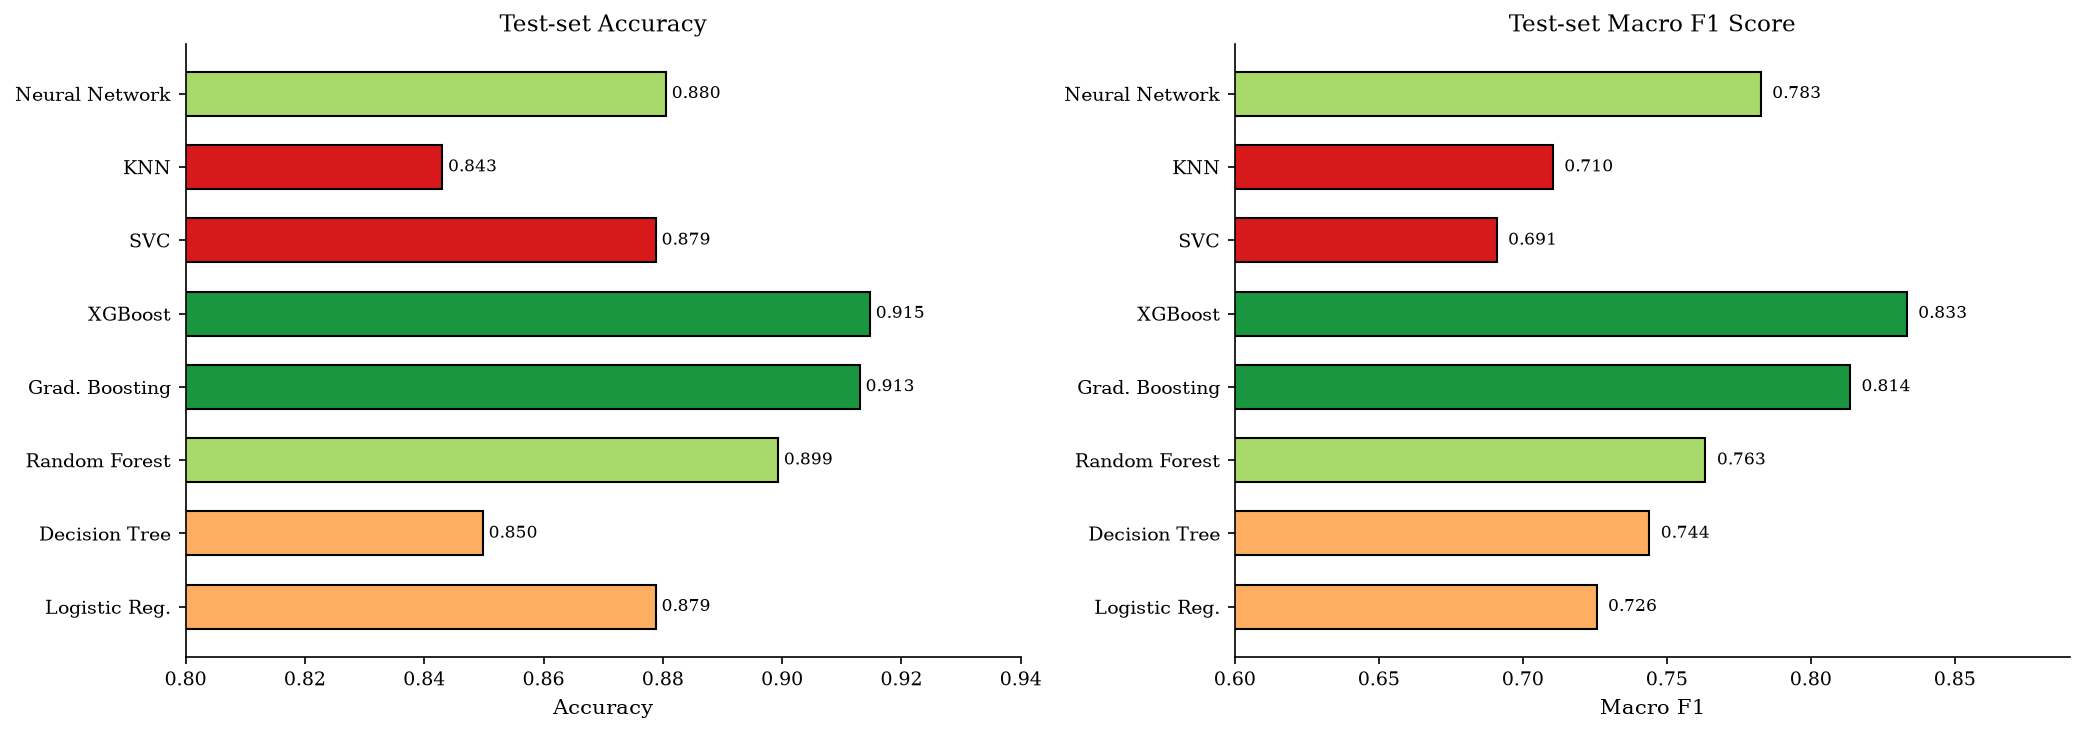 Test-set Accuracy
Neural Network 0.880
KNN 0.843
SVC 0.879
XGBoost 0.915
Grad. Boosting 0.913
Random Forest 0.899
Decision Tree 0.850
Logistic Reg. 0.879
0.80 0.82 0.84 0.86 0.88 0.90 0.92 0.94
Accuracy
Test-set Macro F1 Score
Neural Network 0.783
KNN 0.710
SVC 0.691
XGBoost 0.833
Grad. Boosting 0.814
Random Forest 0.763
Decision Tree 0.744
Logistic Reg. 0.726
0.60 0.65 0.70 0.75 0.80 0.85
Macro F1